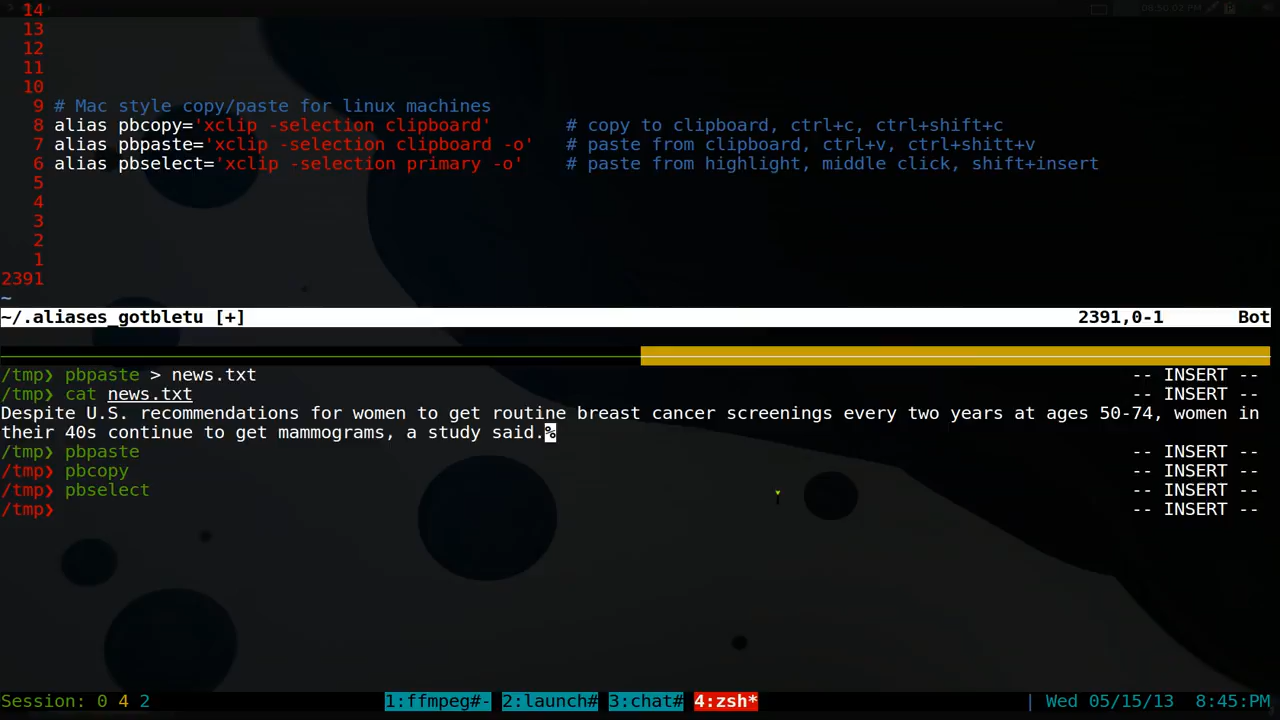 14
13
12
11
10
9 # Mac style copy/paste for linux machines
8 alias pbcopy='xclip -selection clipboard' # copy to clipboard, ctrl+c, ctrl+shift+c
7 alias pbpaste='xclip -selection clipboard -o' # paste from clipboard, ctrl+v, ctrl+shitt+v
6 alias pbselect='xclip -selection primary -o' # paste from highlight, middle click, shift+insert
5
4
3
2
1
2391
~
~/.aliases_gotbletu [+] 2391,0-1 Bot
/tmp❯ pbpaste > news.txt -- INSERT --
/tmp❯ cat news.txt -- INSERT --
Despite U.S. recommendations for women to get routine breast cancer screenings every two years at ages 50-74, women in
their 40s continue to get mammograms, a study said.%
/tmp❯ pbpaste -- INSERT --
/tmp❯ pbcopy -- INSERT --
/tmp❯ pbselect -- INSERT --
/tmp❯ -- INSERT --
Session: 0 4 2 1:ffmpeg#- 2:launch# 3:chat# 4:zsh* | Wed 05/15/13 8:45:PM